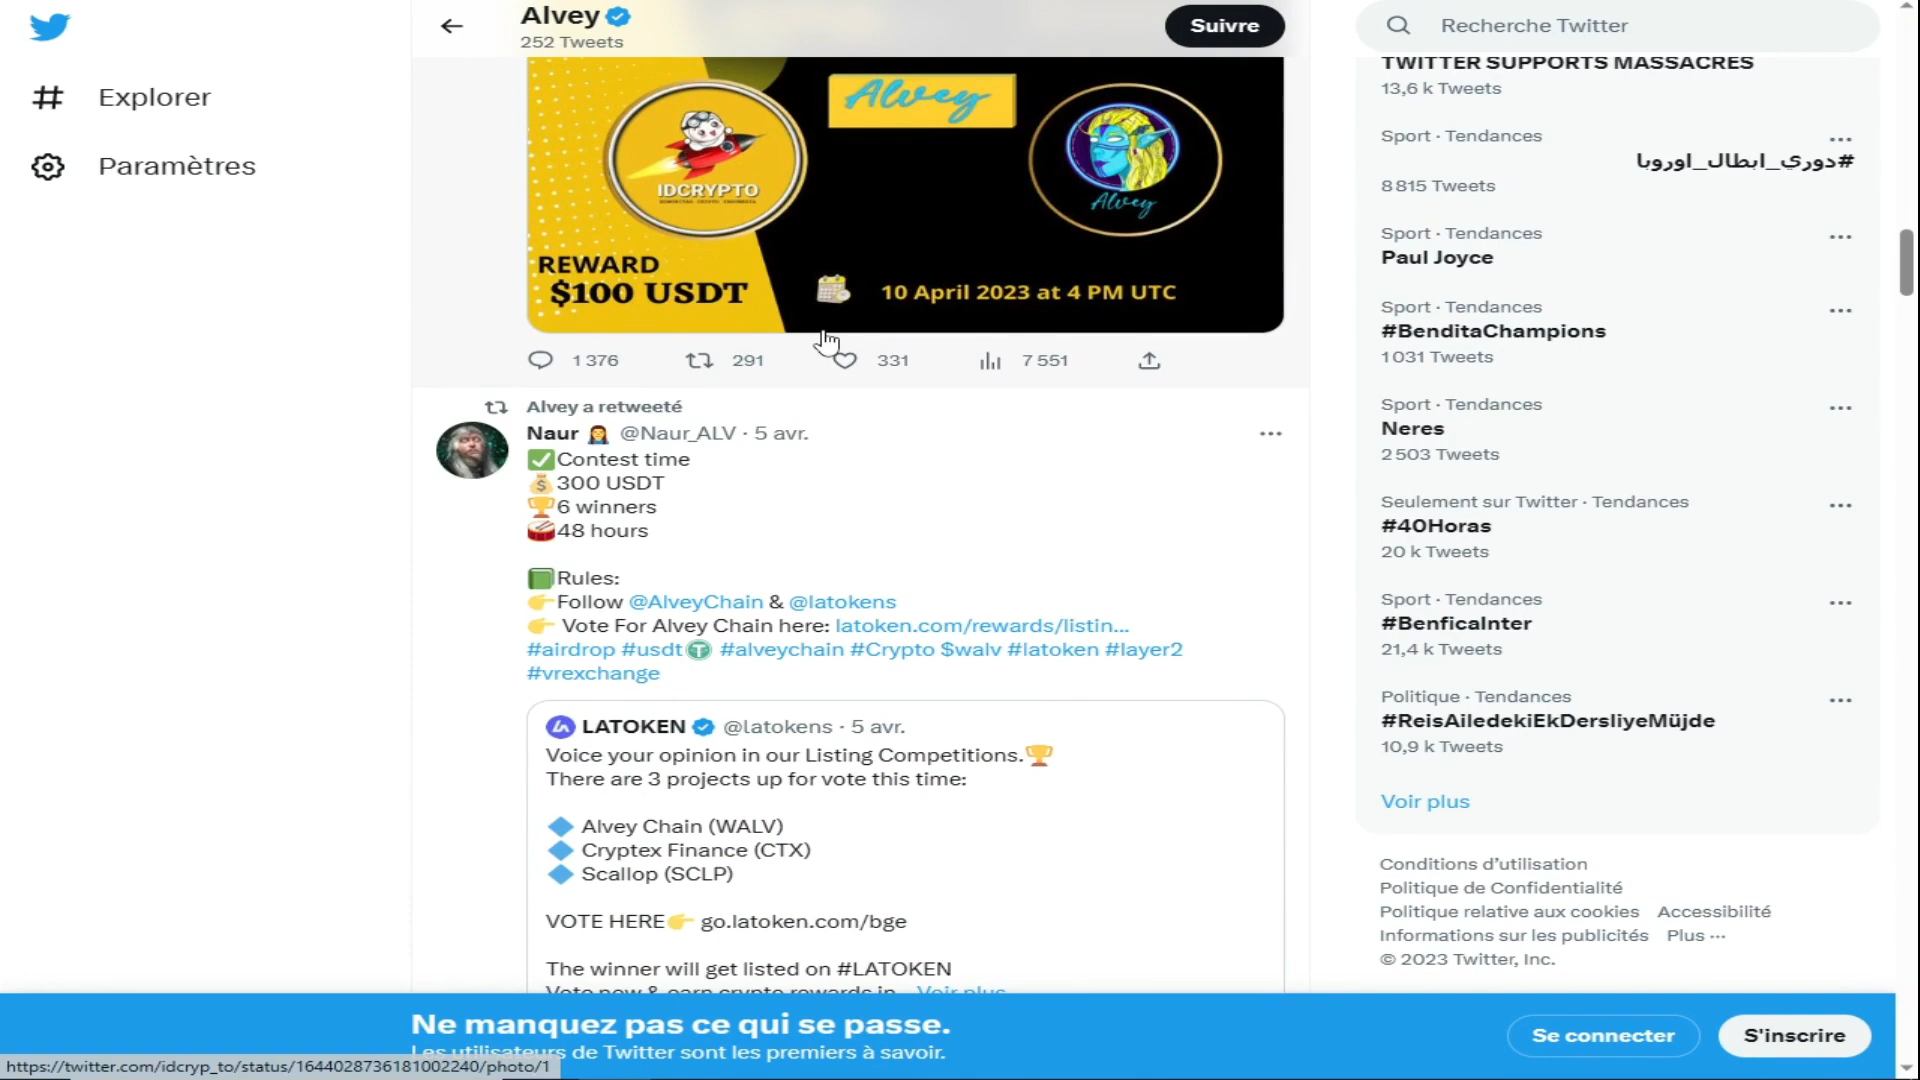 Alvey
252 Tweets
Suivre
Recherche Twitter
Explorer
Paramètres
Alvey
IDCRYPTO
Alvey
REWARD
$100 USDT
10 April 2023 at 4 PM UTC
1 376
291
331
7 551
Alvey a retweeté
Naur @Naur_ALV · 5 avr.
Contest time
300 USDT
6 winners
48 hours
Rules:
Follow @AlveyChain & @latokens
Vote For Alvey Chain here: latoken.com/rewards/listin…
#airdrop #usdt #alveychain #Crypto $walv #latoken #layer2
#vrexchange
LATOKEN @latokens · 5 avr.
Voice your opinion in our Listing Competitions.
There are 3 projects up for vote this time:
Alvey Chain (WALV)
Cryptex Finance (CTX)
Scallop (SCLP)
VOTE HERE go.latoken.com/bge
The winner will get listed on #LATOKEN
Vote now & earn crypto rewards in… Voir plus
TWITTER SUPPORTS MASSACRES
13,6 k Tweets
Sport · Tendances
#دوري_ابطال_اوروبا
8 815 Tweets
Sport · Tendances
Paul Joyce
Sport · Tendances
#BenditaChampions
1 031 Tweets
Sport · Tendances
Neres
2 503 Tweets
Seulement sur Twitter · Tendances
#40Horas
20 k Tweets
Sport · Tendances
#BenficaInter
21,4 k Tweets
Politique · Tendances
#ReisAiledekiEkDersliyeMüjde
10,9 k Tweets
Voir plus
Conditions d’utilisation
Politique de Confidentialité
Politique relative aux cookies Accessibilité
Informations sur les publicités Plus ···
© 2023 Twitter, Inc.
Ne manquez pas ce qui se passe.
Les utilisateurs de Twitter sont les premiers à savoir.
Se connecter
S'inscrire
https://twitter.com/idcryp_to/status/1644028736181002240/photo/1